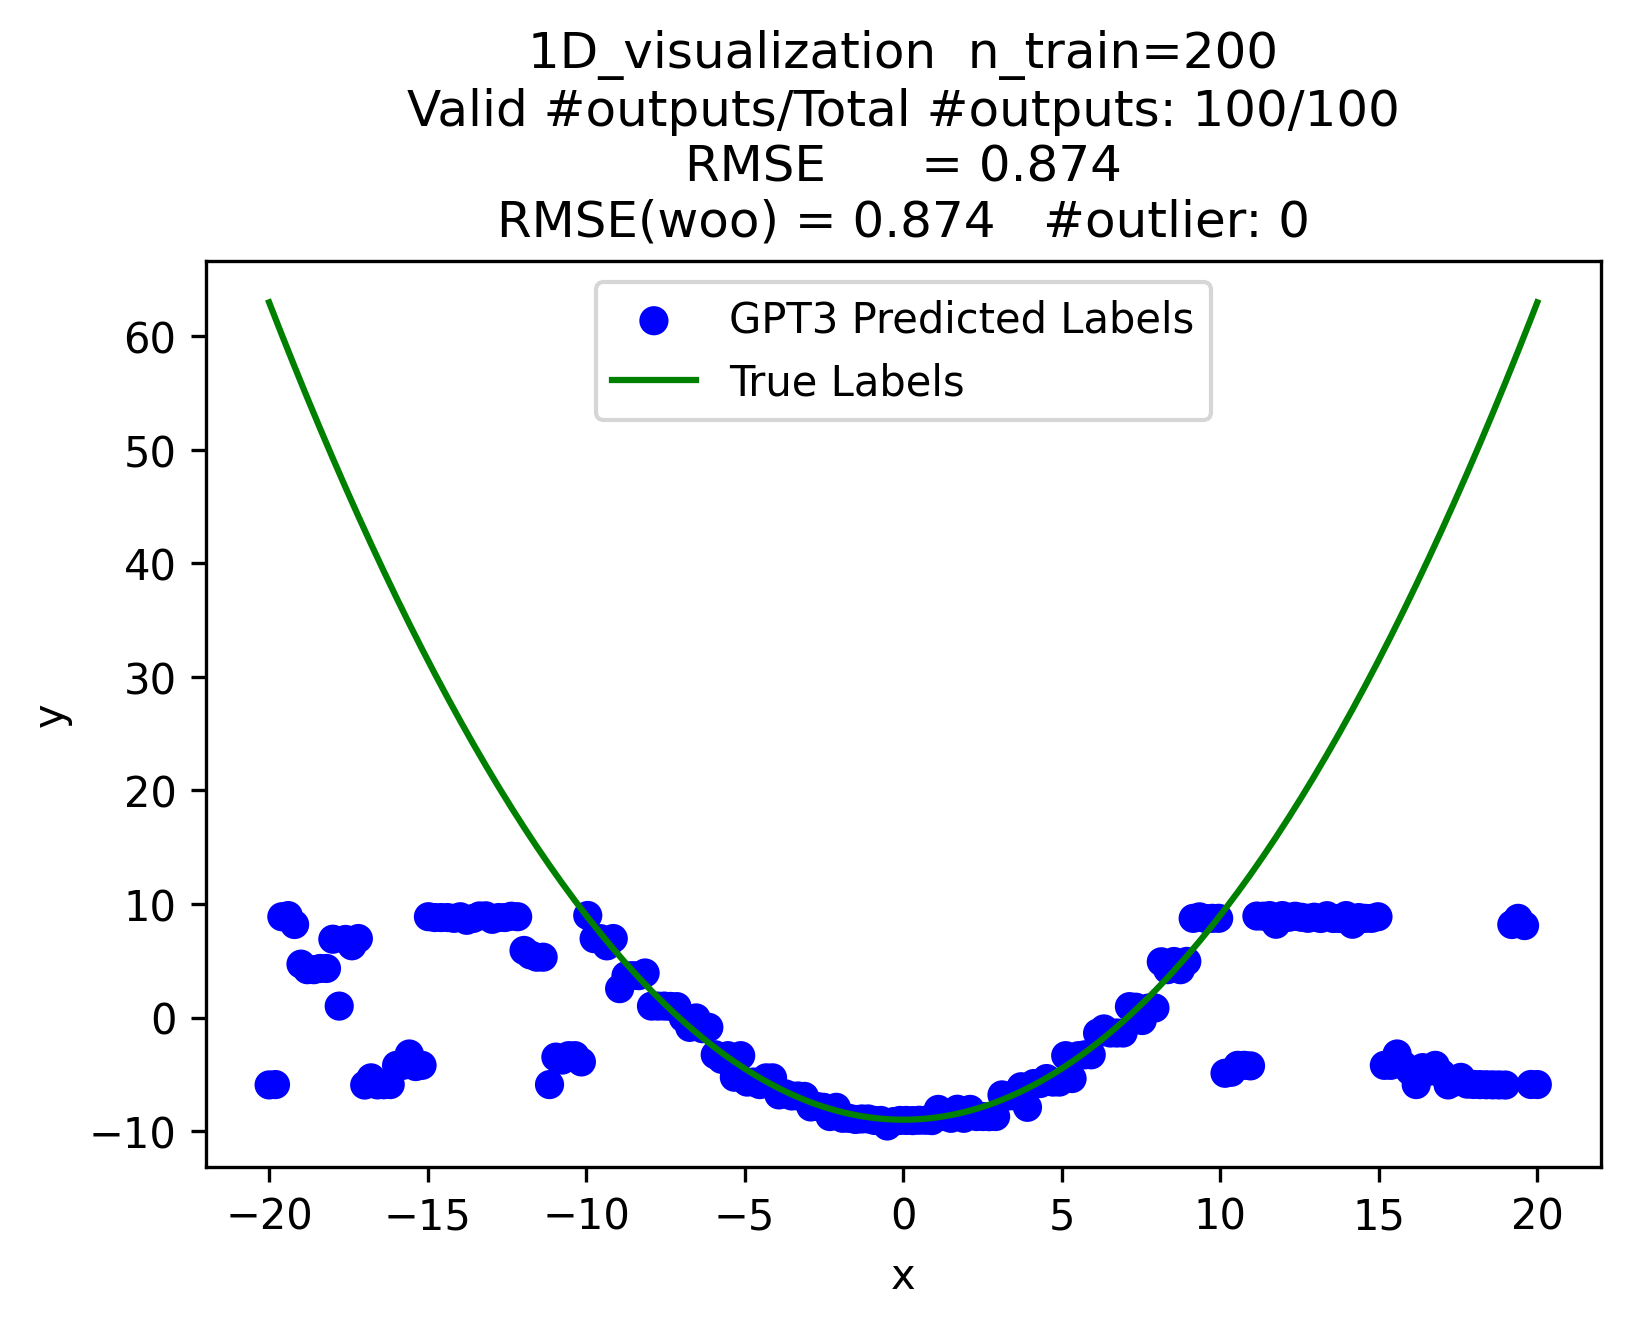 1D_visualization  n_train=200
Valid #outputs/Total #outputs: 100/100
RMSE      = 0.874
RMSE(woo) = 0.874   #outlier: 0
GPT3 Predicted Labels
True Labels
60
50
40
30
20
10
0
−10
y
−20 −15 −10 −5 0 5 10 15 20
x